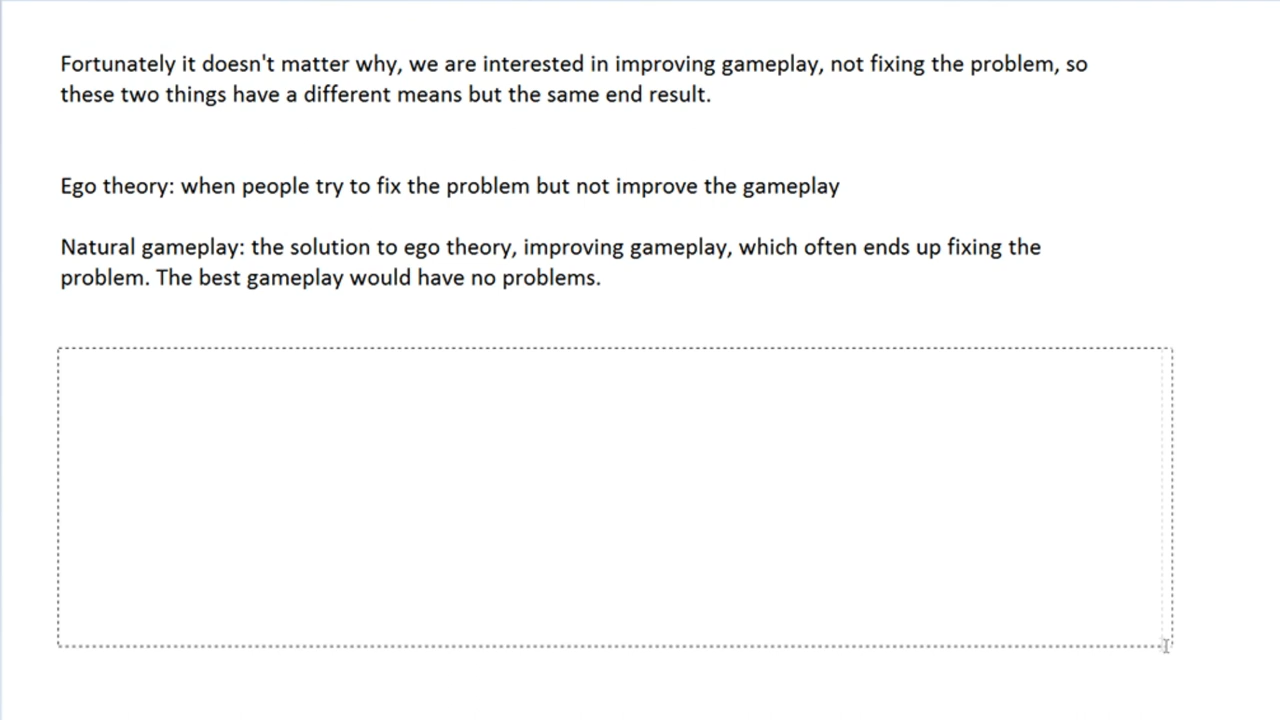 Fortunately it doesn't matter why, we are interested in improving gameplay, not fixing the problem, so
these two things have a different means but the same end result.
Ego theory: when people try to fix the problem but not improve the gameplay
Natural gameplay: the solution to ego theory, improving gameplay, which often ends up fixing the
problem. The best gameplay would have no problems.